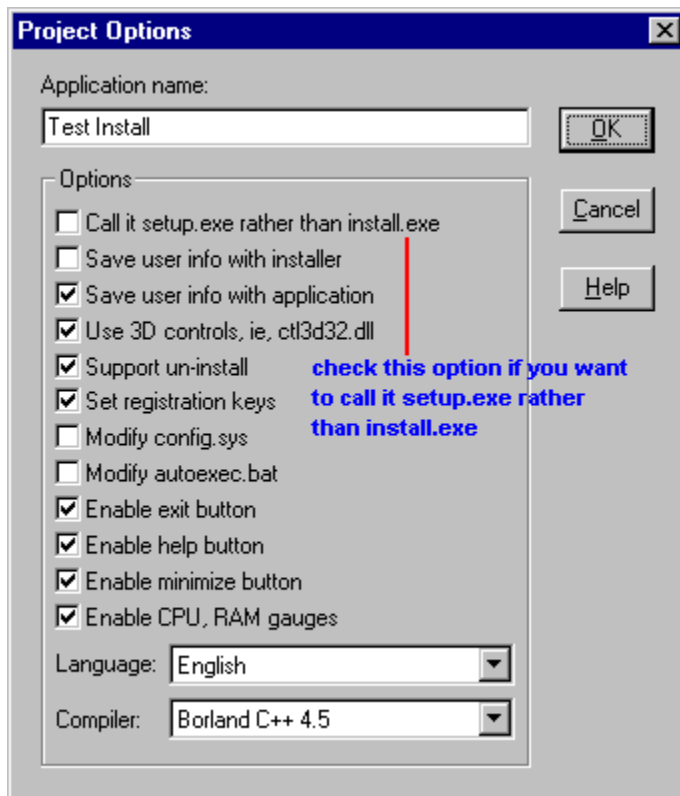 Project Options
Application name:
Test Install
OK
Options
Call it setup.exe rather than install.exe
Cancel
Save user info with installer
Save user info with application
Help
Use 3D controls, ie, ctl3d32.dll
Support un-install
check this option if you want
Set registration keys
to call it setup.exe rather
than install.exe
Modify config.sys
Modify autoexec.bat
Enable exit button
Enable help button
Enable minimize button
Enable CPU, RAM gauges
Language: English
Compiler: Borland C++ 4.5